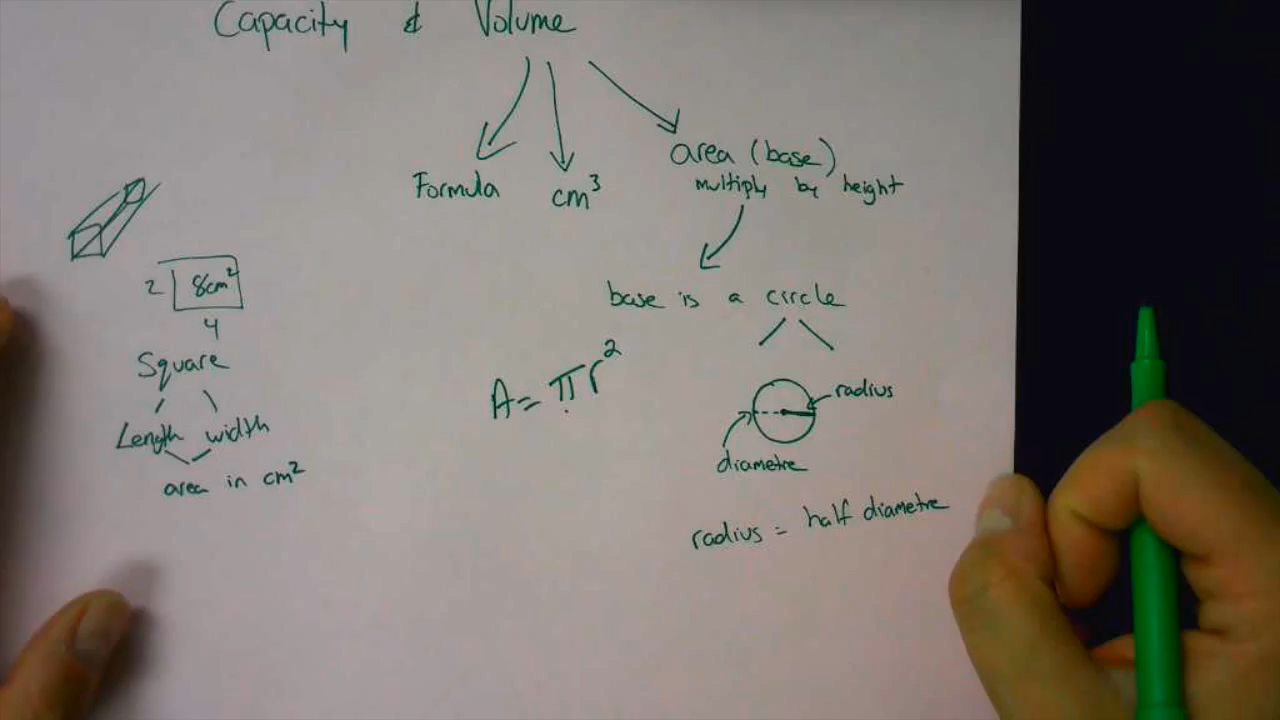 Capacity & Volume
Formula
cm³
area (base)
multiply by height
base is a circle
2
8cm²
4
Square
Length width
area in cm²
A = πr²
radius
diametre
radius = half diametre